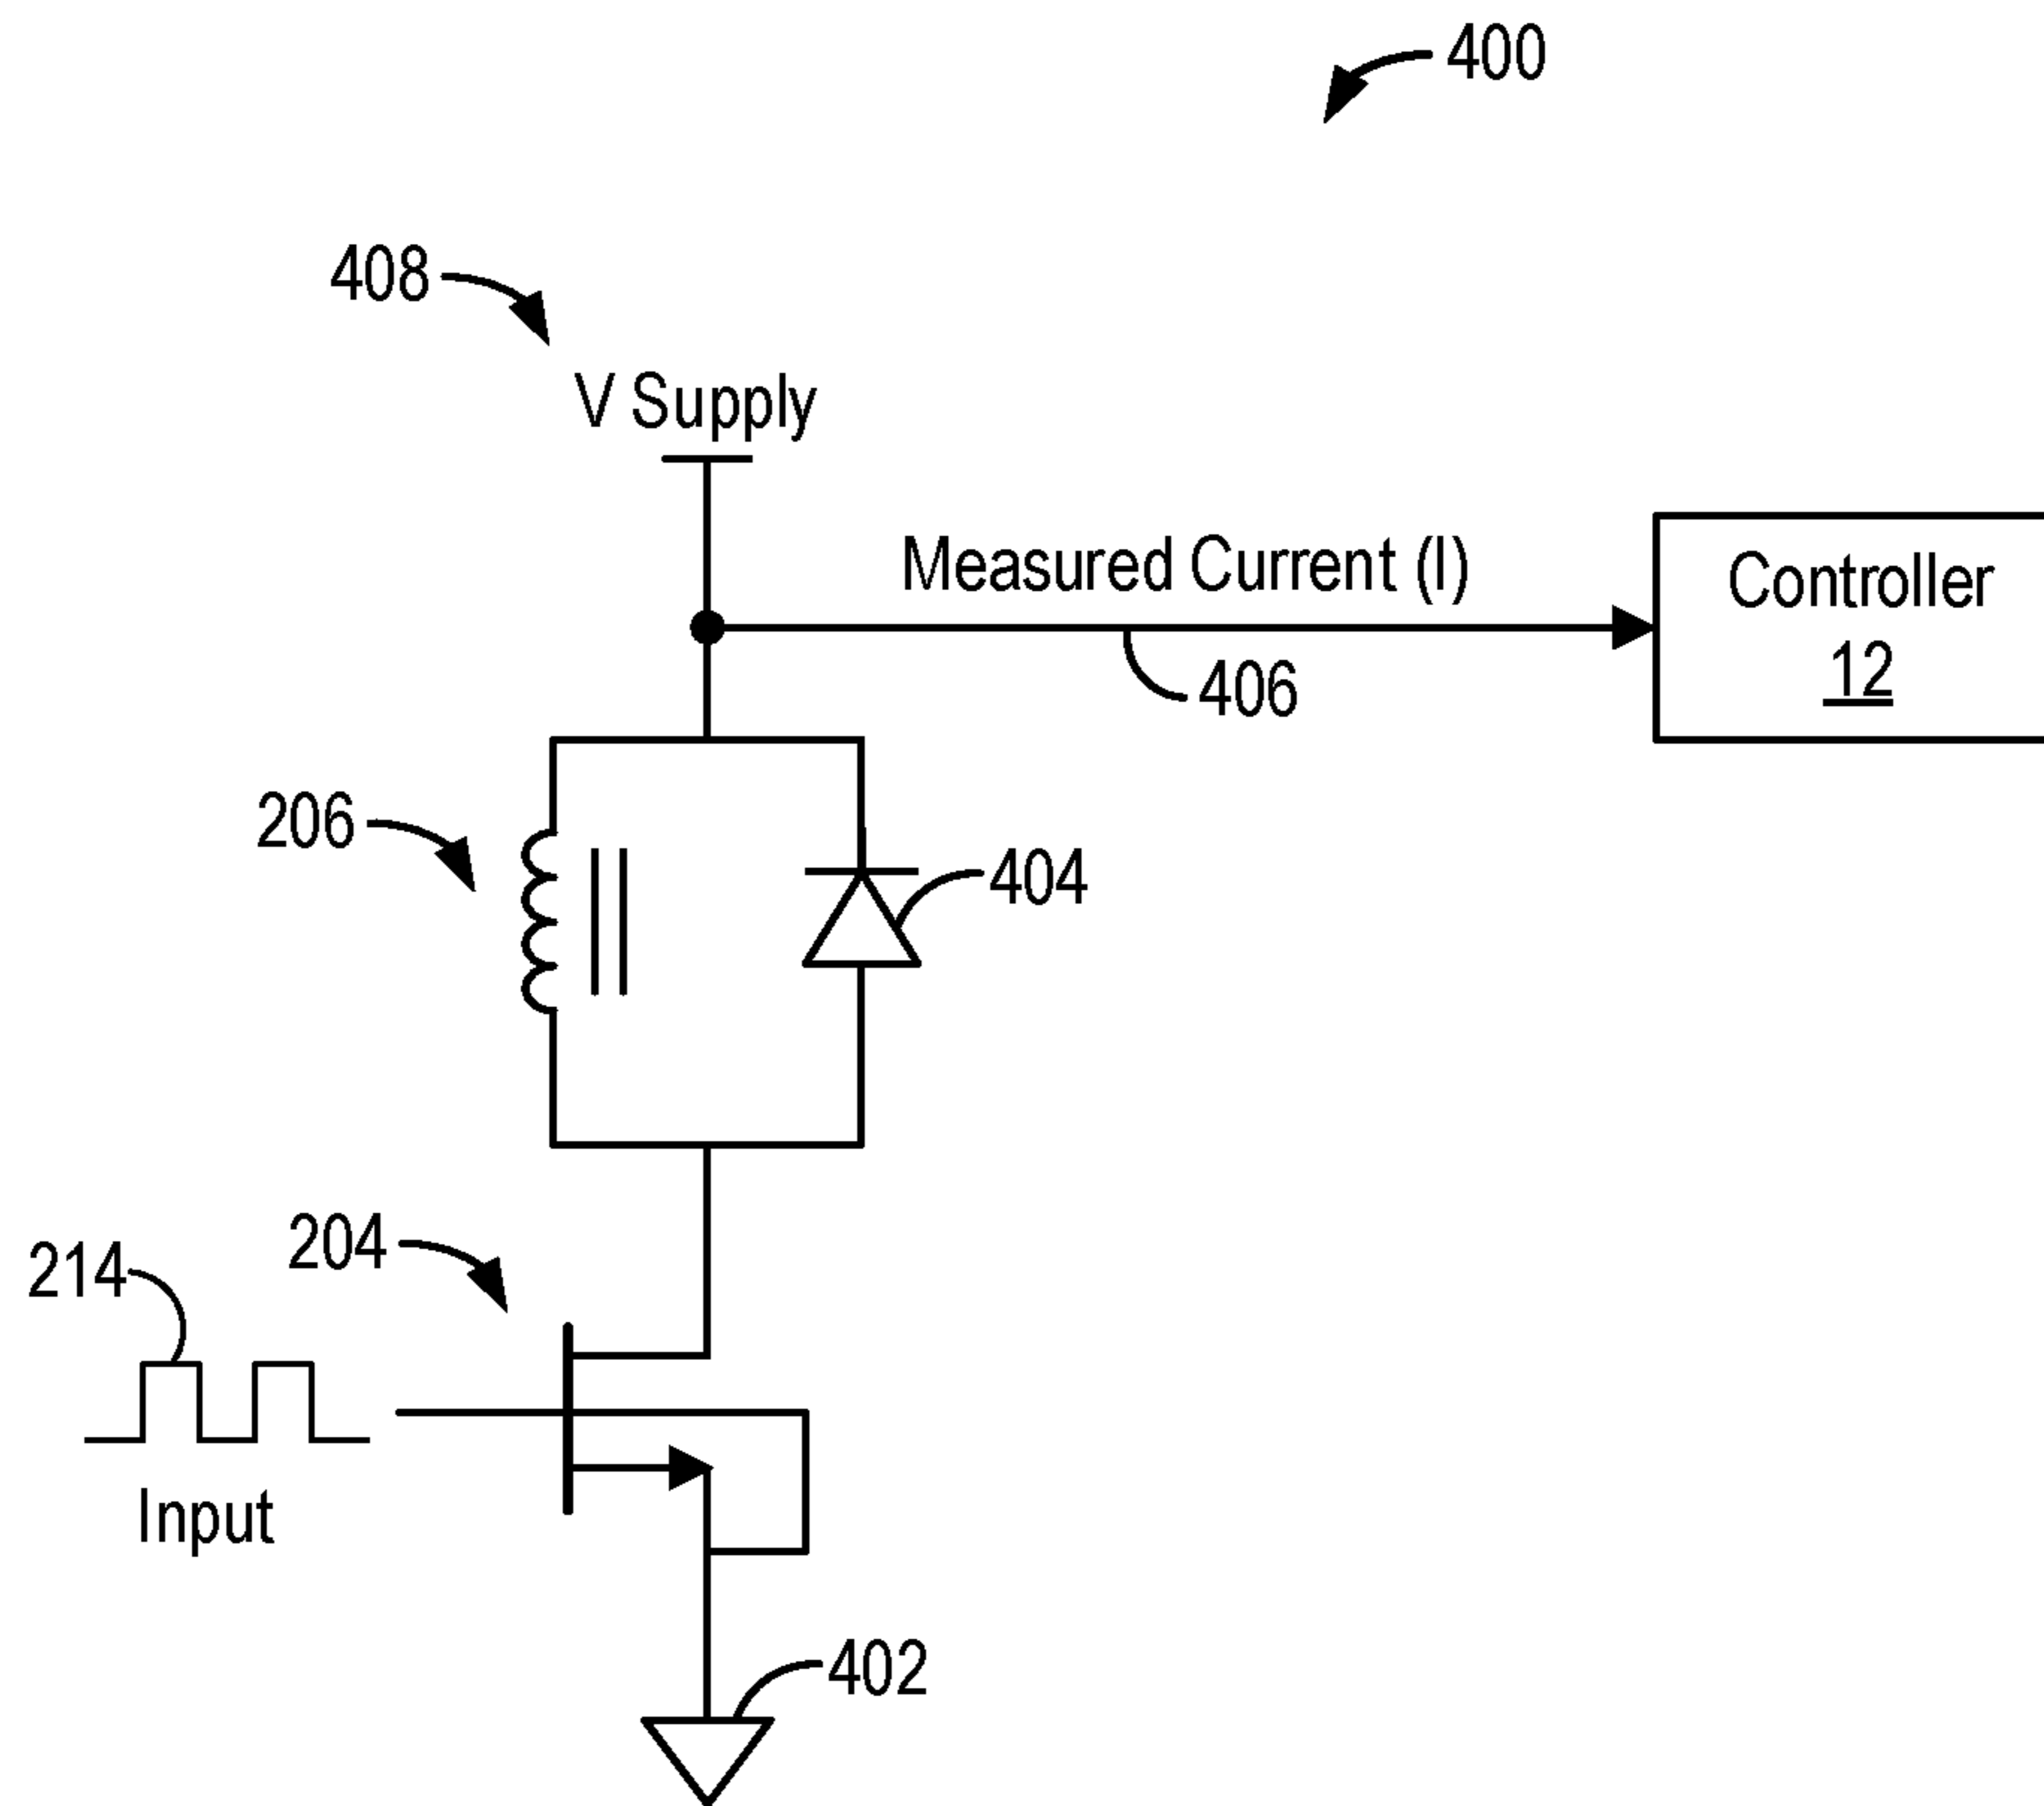 400
408
V Supply
Measured Current (I)
Controller
12
406
206
404
204
214
Input
402